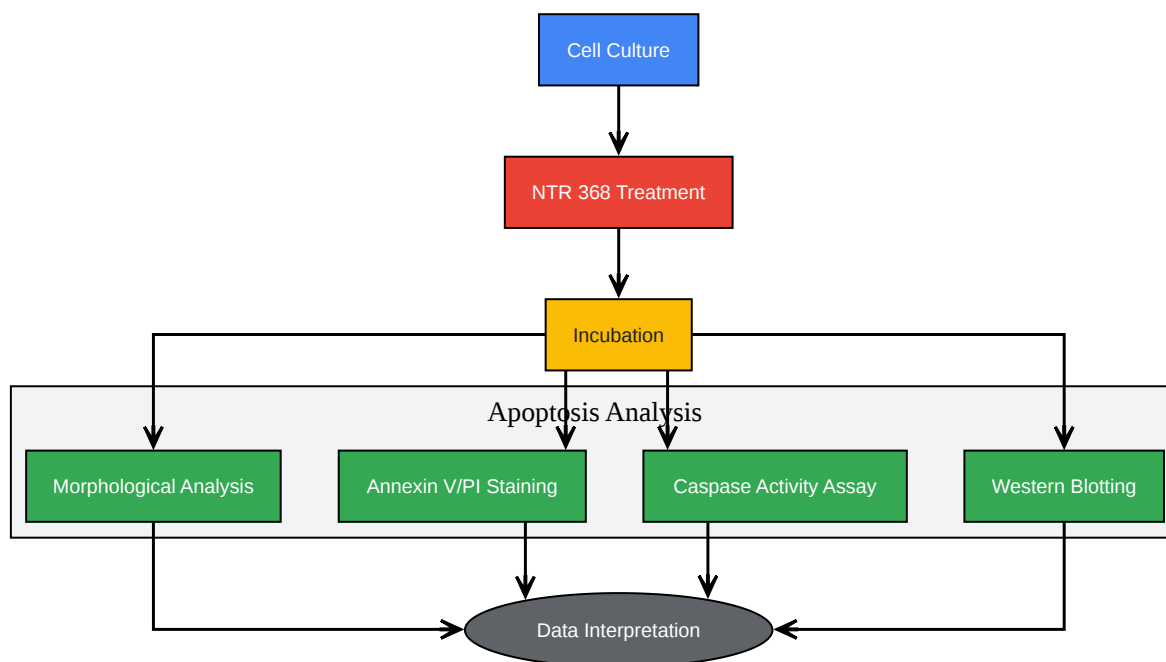 Cell Culture
NTR 368 Treatment
Incubation
Apoptosis Analysis
Morphological Analysis
Annexin V/PI Staining
Caspase Activity Assay
Western Blotting
Data Interpretation